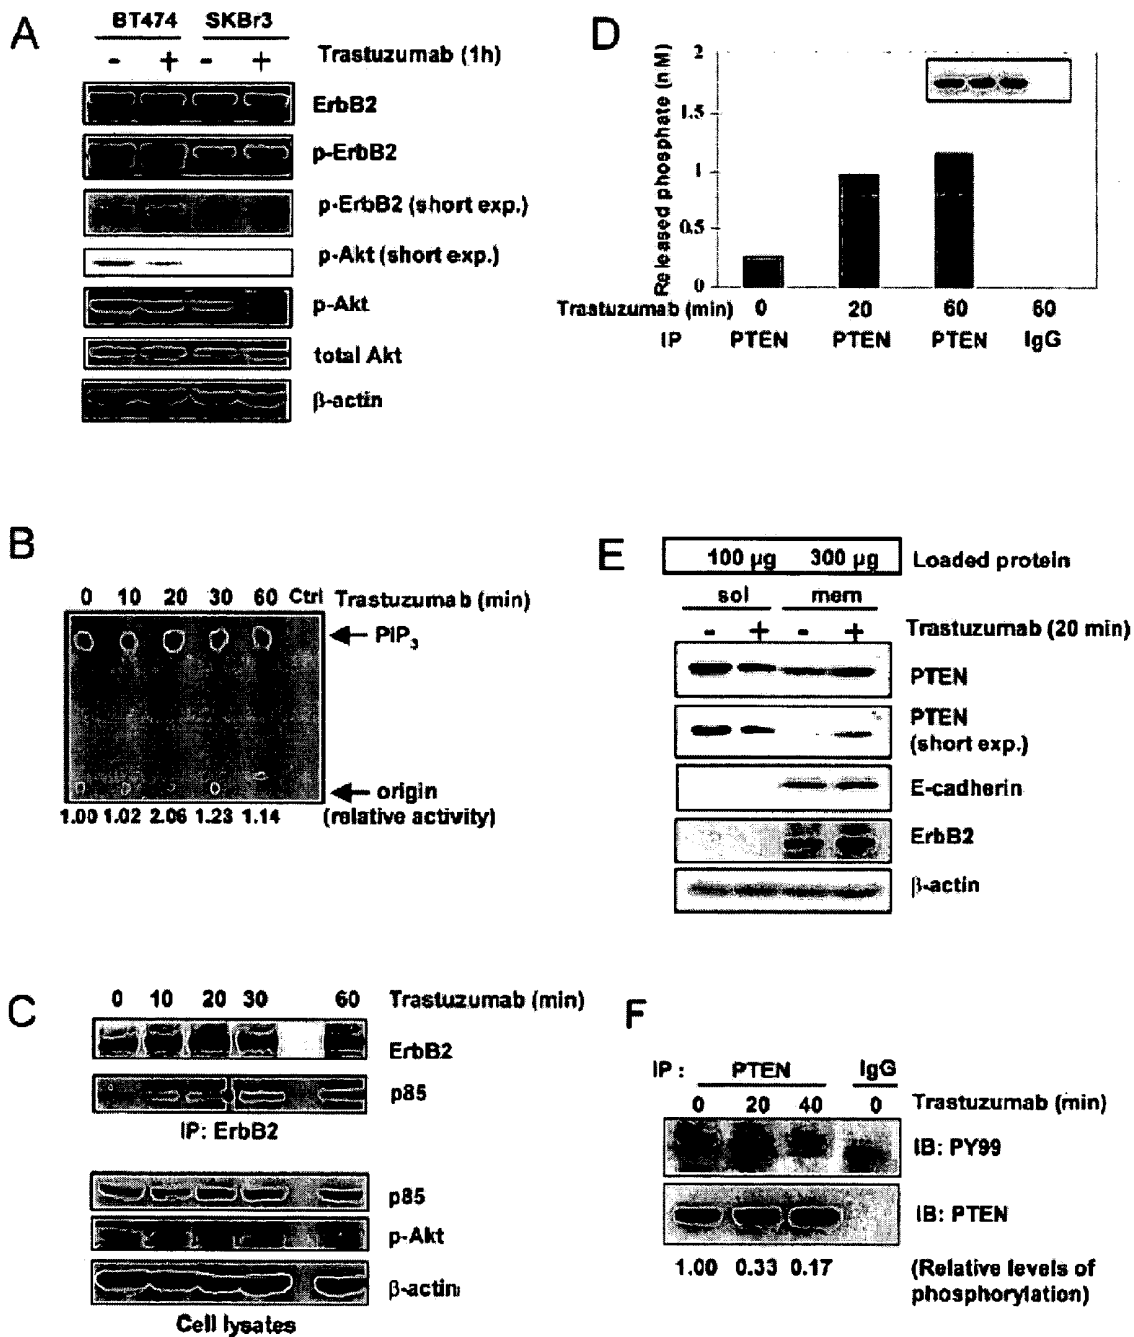 A
BT474 SKBr3
- + - + Trastuzumab (1h)
ErbB2
p-ErbB2
p-ErbB2 (short exp.)
p-Akt (short exp.)
p-Akt
total Akt
β-actin
B
0 10 20 30 60 Ctrl Trastuzumab (min)
PIP3
origin
1.00 1.02 2.06 1.23 1.14 (relative activity)
C
0 10 20 30 60 Trastuzumab (min)
ErbB2
p85
IP: ErbB2
p85
p-Akt
β-actin
Cell lysates
D
Released phosphate (nM)
2
1.5
1
0.5
0
Trastuzumab (min) 0 20 60 60
IP PTEN PTEN PTEN IgG
E
100 µg 300 µg Loaded protein
sol mem
- + - + Trastuzumab (20 min)
PTEN
PTEN
(short exp.)
E-cadherin
ErbB2
β-actin
F
IP : PTEN IgG
0 20 40 0 Trastuzumab (min)
IB: PY99
IB: PTEN
1.00 0.33 0.17 (Relative levels of
phosphorylation)